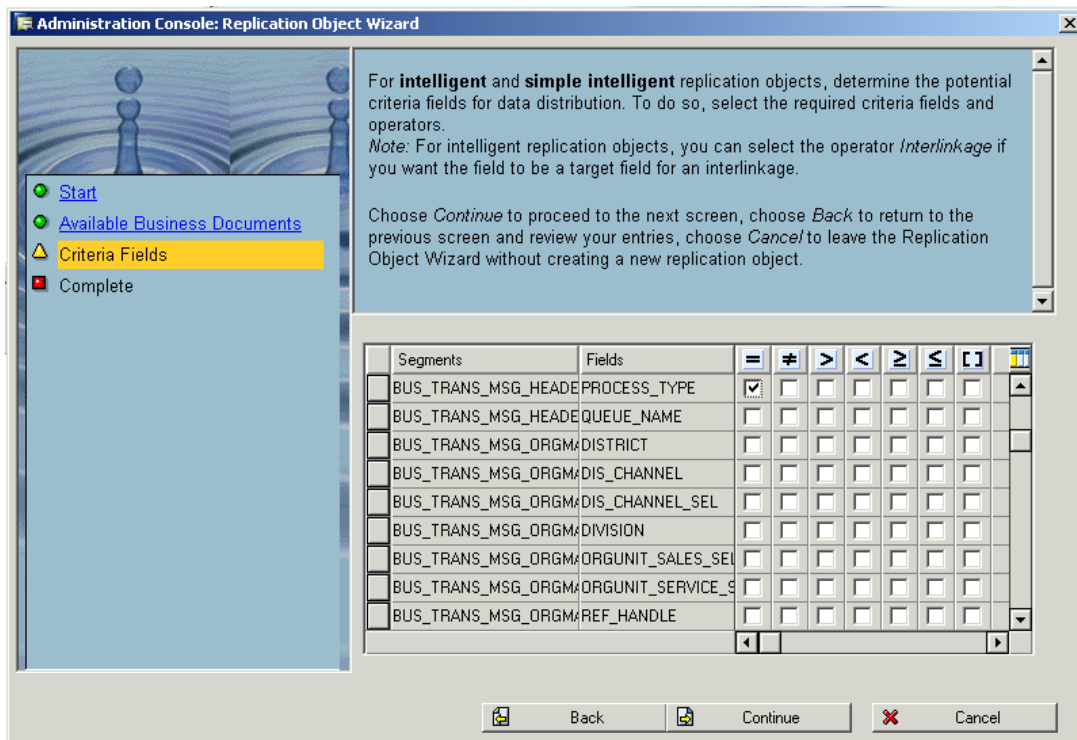 Administration Console: Replication Object Wizard
For intelligent and simple intelligent replication objects, determine the potential
criteria fields for data distribution. To do so, select the required criteria fields and
operators.
Note: For intelligent replication objects, you can select the operator Interlinkage if
you want the field to be a target field for an interlinkage.
Choose Continue to proceed to the next screen, choose Back to return to the
previous screen and review your entries, choose Cancel to leave the Replication
Object Wizard without creating a new replication object.
Start
Available Business Documents
Criteria Fields
Complete
Segments Fields = ≠ > < ≥ ≤ [ ]
BUS_TRANS_MSG_HEADE PROCESS_TYPE
BUS_TRANS_MSG_HEADE QUEUE_NAME
BUS_TRANS_MSG_ORGMA DISTRICT
BUS_TRANS_MSG_ORGMA DIS_CHANNEL
BUS_TRANS_MSG_ORGMA DIS_CHANNEL_SEL
BUS_TRANS_MSG_ORGMA DIVISION
BUS_TRANS_MSG_ORGMA ORGUNIT_SALES_SEL
BUS_TRANS_MSG_ORGMA ORGUNIT_SERVICE_S
BUS_TRANS_MSG_ORGMA REF_HANDLE
Back Continue Cancel